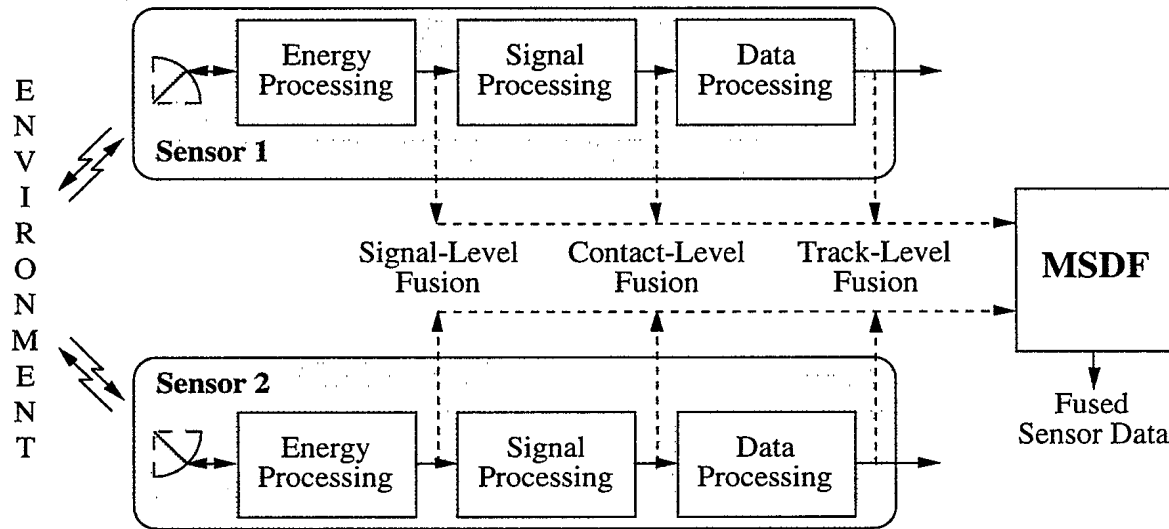 Energy
Processing
Signal
Processing
Data
Processing
Sensor 1
ENVIRONMENT
Signal-Level
Fusion
Contact-Level
Fusion
Track-Level
Fusion
MSDF
Fused
Sensor Data
Sensor 2
Energy
Processing
Signal
Processing
Data
Processing